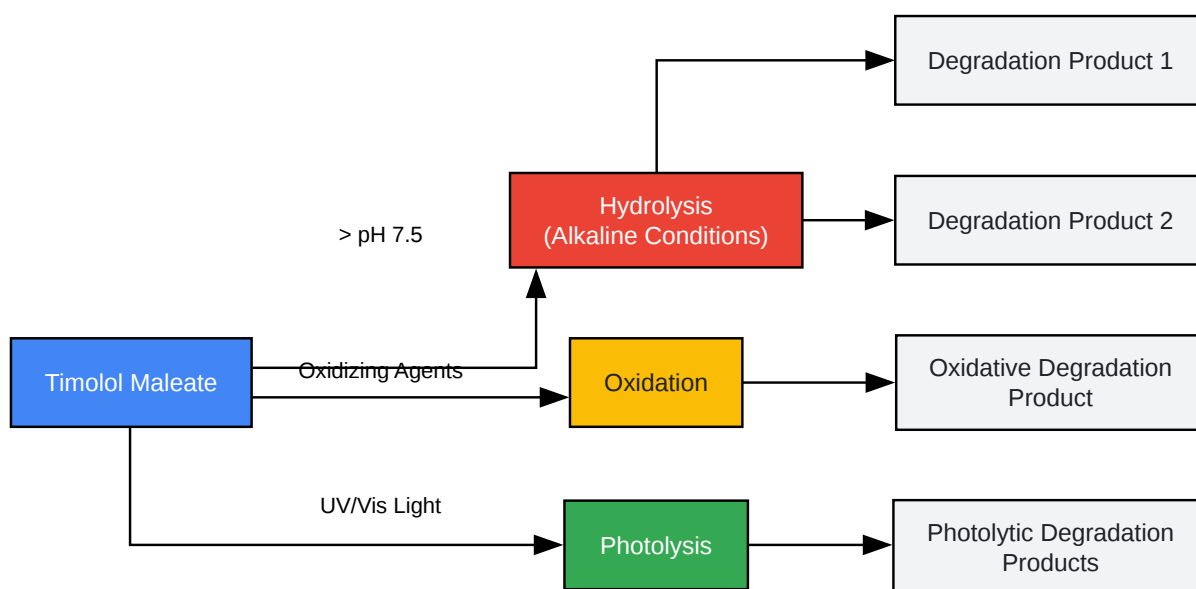 Degradation Product 1
Hydrolysis
(Alkaline Conditions)
Degradation Product 2
> pH 7.5
Timolol Maleate
Oxidizing Agents
Oxidation
Oxidative Degradation
Product
UV/Vis Light
Photolysis
Photolytic Degradation
Products